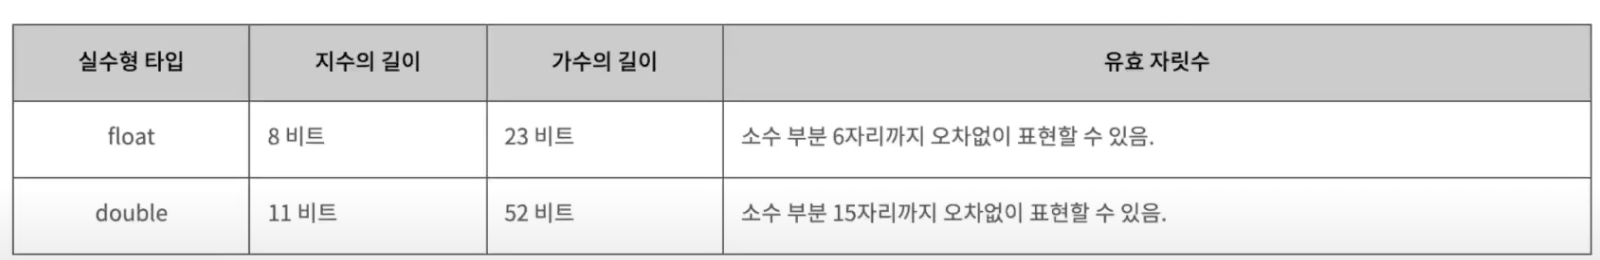 실수형 타입 지수의 길이 가수의 길이 유효 자릿수
float 8 비트 23 비트 소수 부분 6자리까지 오차없이 표현할 수 있음.
double 11 비트 52 비트 소수 부분 15자리까지 오차없이 표현할 수 있음.